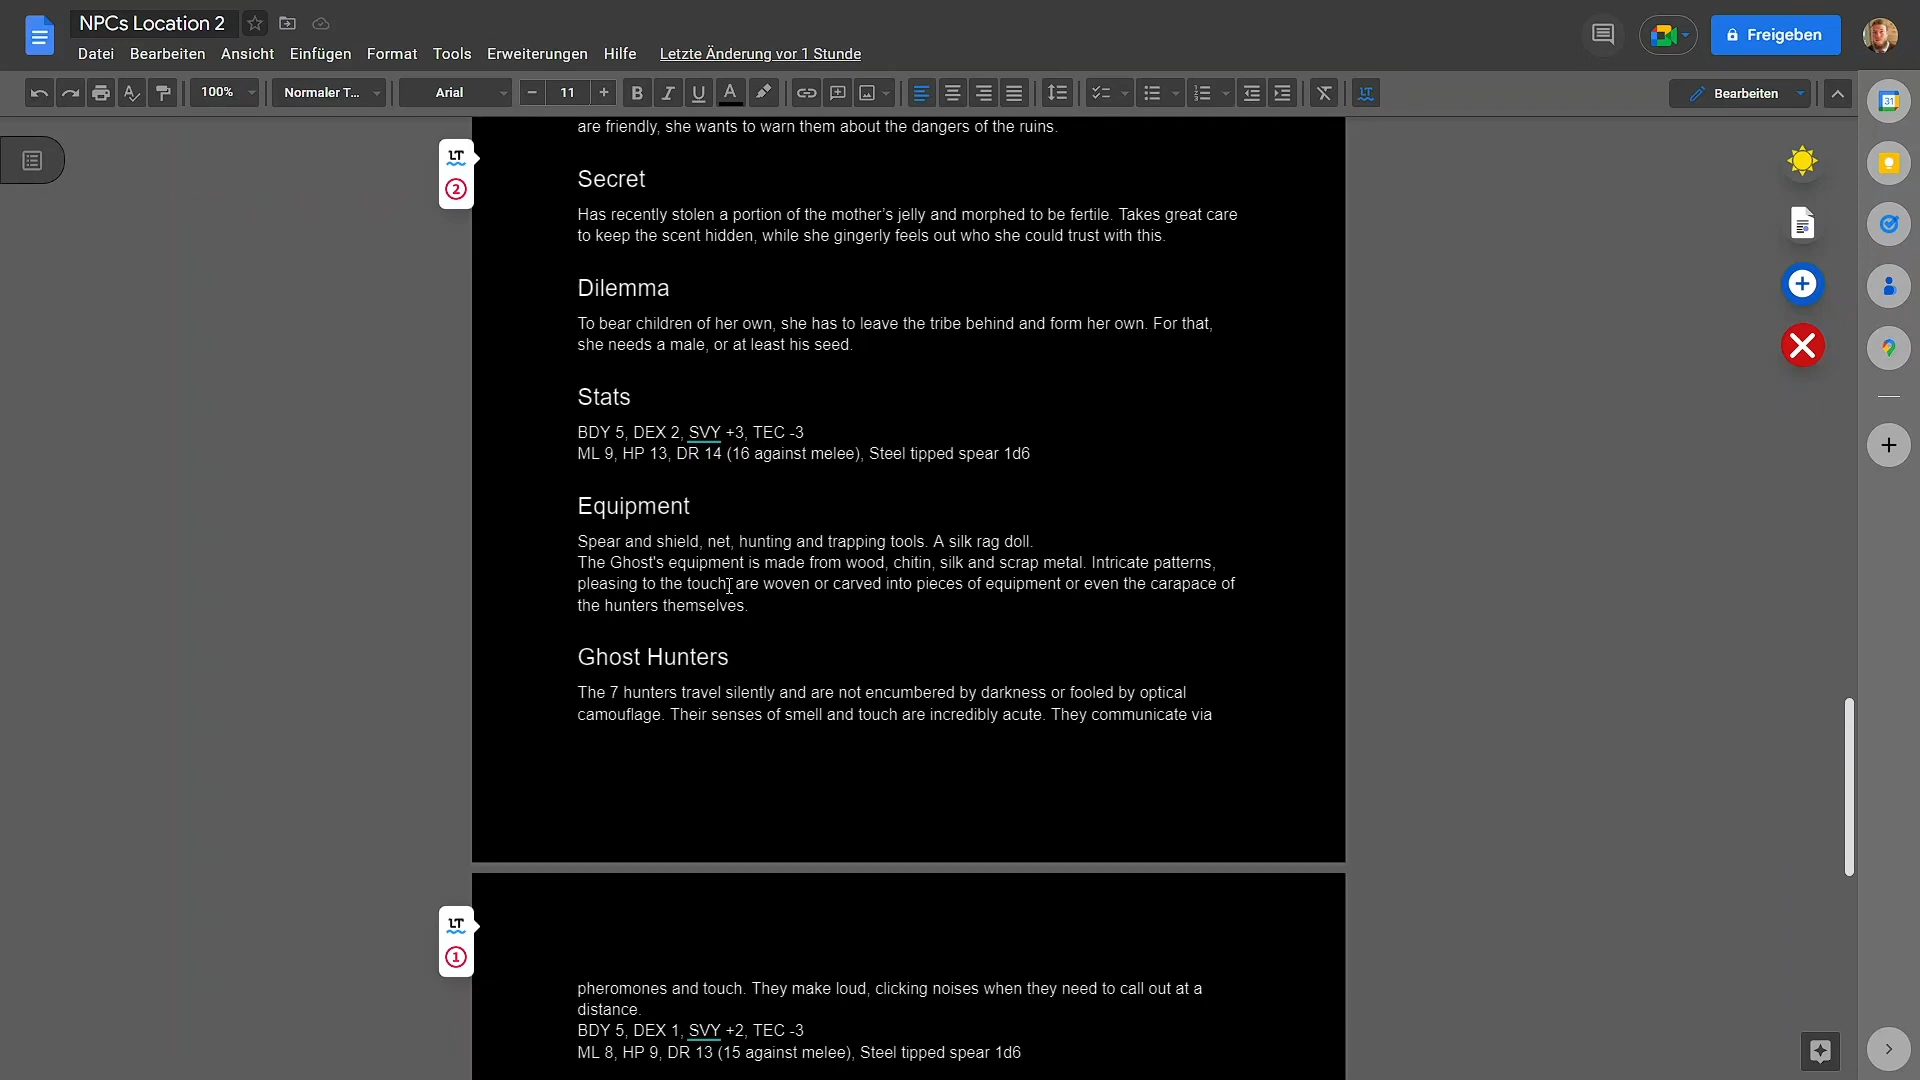 NPCs Location 2
Datei Bearbeiten Ansicht Einfügen Format Tools Erweiterungen Hilfe Letzte Änderung vor 1 Stunde
Freigeben
100% Normaler T... Arial 11 B I U A Bearbeiten
31
LT
2
are friendly, she wants to warn them about the dangers of the ruins.
Secret
Has recently stolen a portion of the mother's jelly and morphed to be fertile. Takes great care
to keep the scent hidden, while she gingerly feels out who she could trust with this.
Dilemma
To bear children of her own, she has to leave the tribe behind and form her own. For that,
she needs a male, or at least his seed.
Stats
BDY 5, DEX 2, SVY +3, TEC -3
ML 9, HP 13, DR 14 (16 against melee), Steel tipped spear 1d6
Equipment
Spear and shield, net, hunting and trapping tools. A silk rag doll.
The Ghost's equipment is made from wood, chitin, silk and scrap metal. Intricate patterns,
pleasing to the touch, are woven or carved into pieces of equipment or even the carapace of
the hunters themselves.
Ghost Hunters
The 7 hunters travel silently and are not encumbered by darkness or fooled by optical
camouflage. Their senses of smell and touch are incredibly acute. They communicate via
LT
1
pheromones and touch. They make loud, clicking noises when they need to call out at a
distance.
BDY 5, DEX 1, SVY +2, TEC -3
ML 8, HP 9, DR 13 (15 against melee), Steel tipped spear 1d6